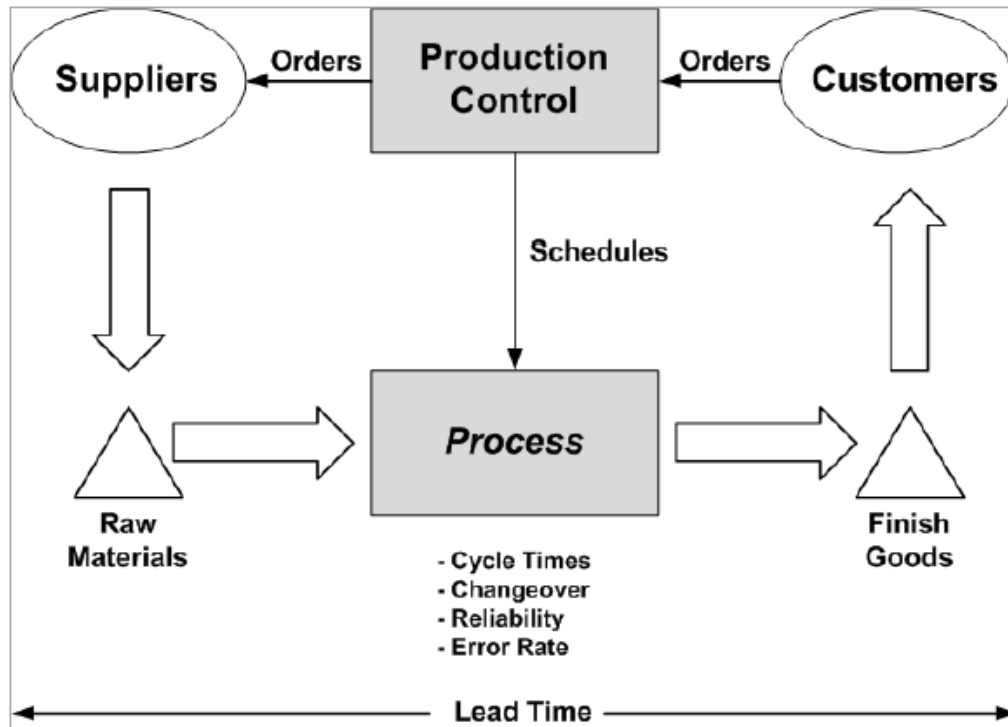 Suppliers
Orders
Production
Control
Orders
Customers
Schedules
Raw
Materials
Process
Finish
Goods
- Cycle Times
- Changeover
- Reliability
- Error Rate
Lead Time